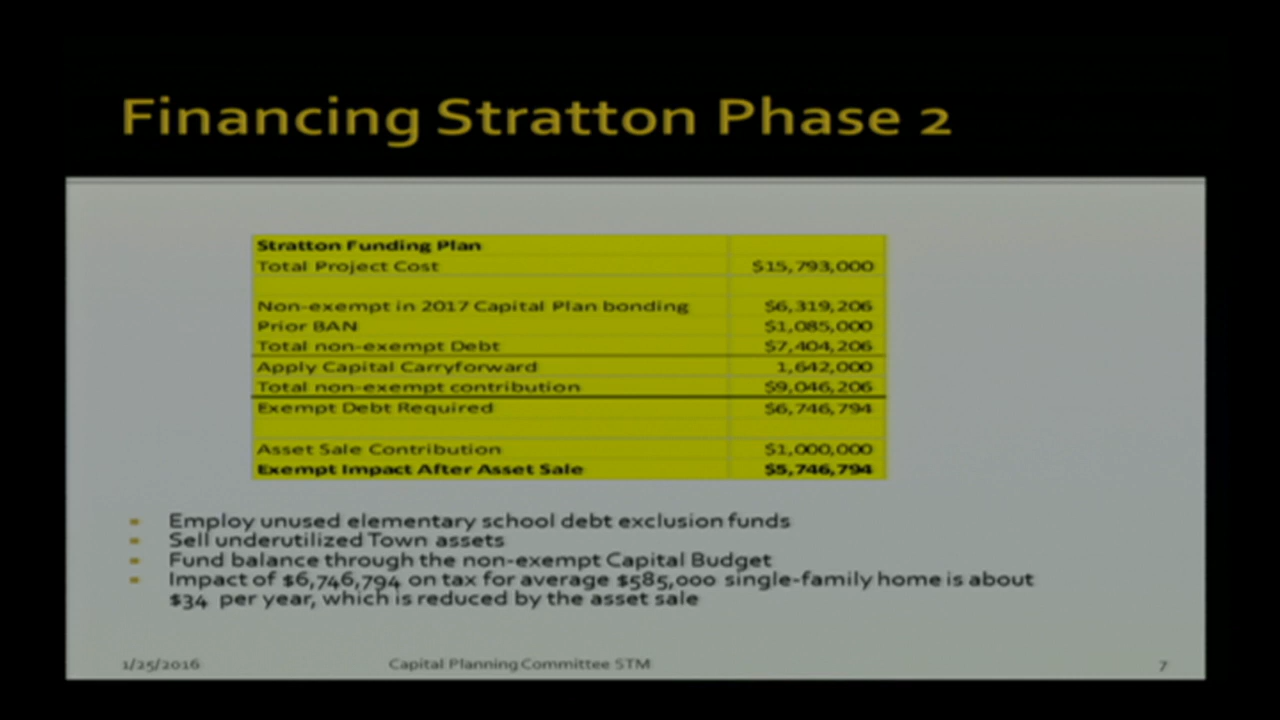 Financing Stratton Phase 2
Stratton Funding Plan
Total Project Cost $15,793,000
Non-exempt in 2017 Capital Plan bonding $6,319,206
Prior BAN $1,085,000
Total non-exempt Debt $7,404,206
Apply Capital Carryforward 1,642,000
Total non-exempt contribution $9,046,206
Exempt Debt Required $6,746,794
Asset Sale Contribution $1,000,000
Exempt Impact After Asset Sale $5,746,794
Employ unused elementary school debt exclusion funds
Sell underutilized Town assets
Fund balance through the non-exempt Capital Budget
Impact of $6,746,794 on tax for average $585,000 single-family home is about
$34 per year, which is reduced by the asset sale
1/25/2016 Capital Planning Committee STM 7